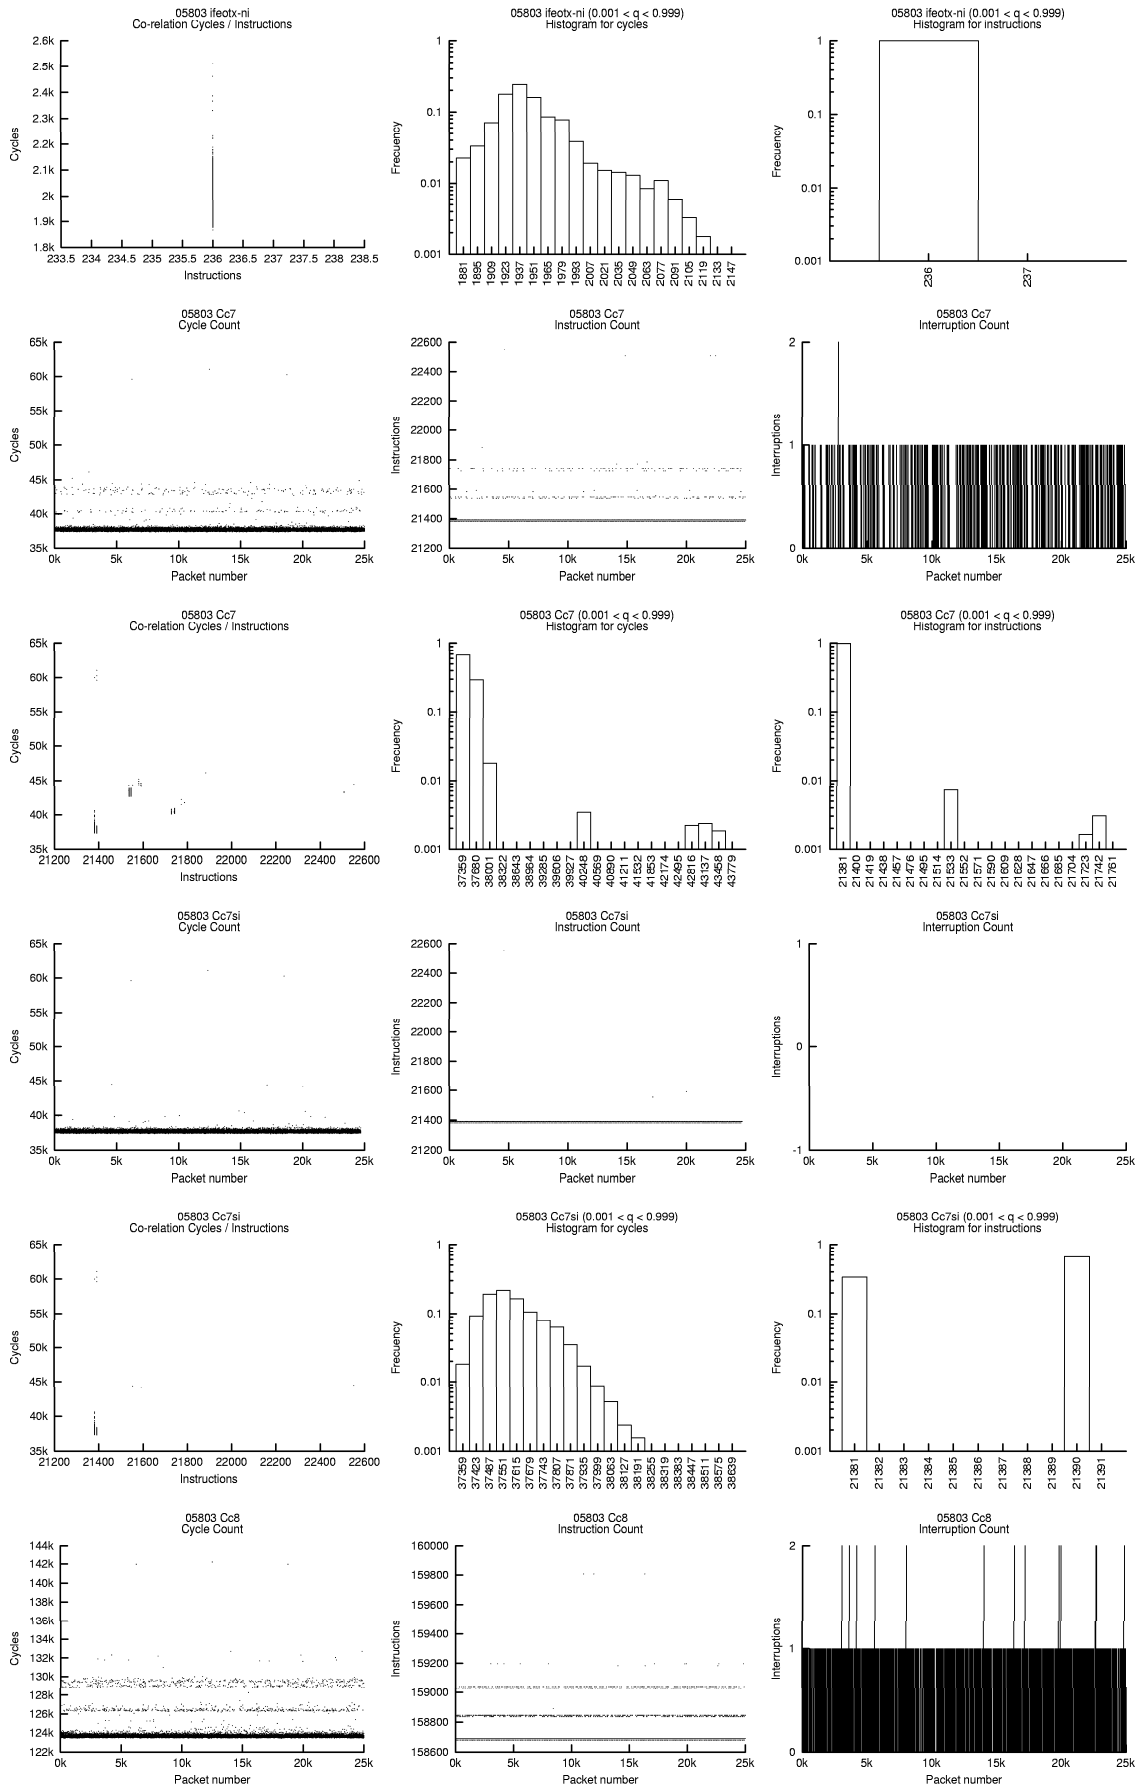 05803 ifeotx-ni
Co-relation Cycles / Instructions
2.6k
2.5k
2.4k
2.3k
2.2k
2.1k
2k
1.9k
1.8k
Cycles
233.5 234 234.5 235 235.5 236 236.5 237 237.5 238 238.5
Instructions
05803 ifeotx-ni (0.001 < q < 0.999)
Histogram for cycles
1
0.1
0.01
0.001
Frecuency
1881 1895 1909 1923 1937 1951 1965 1979 1993 2007 2021 2035 2049 2063 2077 2091 2105 2119 2133 2147
05803 ifeotx-ni (0.001 < q < 0.999)
Histogram for instructions
1
0.1
0.01
0.001
Frecuency
236 237
05803 Cc7
Cycle Count
65k
60k
55k
50k
45k
40k
35k
Cycles
0k 5k 10k 15k 20k 25k
Packet number
05803 Cc7
Instruction Count
22600
22400
22200
22000
21800
21600
21400
21200
Instructions
0k 5k 10k 15k 20k 25k
Packet number
05803 Cc7
Interruption Count
2
1
0
Interruptions
0k 5k 10k 15k 20k 25k
Packet number
05803 Cc7
Co-relation Cycles / Instructions
65k
60k
55k
50k
45k
40k
35k
Cycles
21200 21400 21600 21800 22000 22200 22400 22600
Instructions
05803 Cc7 (0.001 < q < 0.999)
Histogram for cycles
1
0.1
0.01
0.001
Frecuency
37359 37680 38001 38322 38643 38964 39285 39606 39927 40248 40569 40890 41211 41532 41853 42174 42495 42816 43137 43458 43779
05803 Cc7 (0.001 < q < 0.999)
Histogram for instructions
1
0.1
0.01
0.001
Frecuency
21381 21400 21419 21438 21457 21476 21495 21514 21533 21552 21571 21590 21609 21628 21647 21666 21685 21704 21723 21742 21761
05803 Cc7si
Cycle Count
65k
60k
55k
50k
45k
40k
35k
Cycles
0k 5k 10k 15k 20k 25k
Packet number
05803 Cc7si
Instruction Count
22600
22400
22200
22000
21800
21600
21400
21200
Instructions
0k 5k 10k 15k 20k 25k
Packet number
05803 Cc7si
Interruption Count
1
0
-1
Interruptions
0k 5k 10k 15k 20k 25k
Packet number
05803 Cc7si
Co-relation Cycles / Instructions
65k
60k
55k
50k
45k
40k
35k
Cycles
21200 21400 21600 21800 22000 22200 22400 22600
Instructions
05803 Cc7si (0.001 < q < 0.999)
Histogram for cycles
1
0.1
0.01
0.001
Frecuency
37359 37423 37487 37551 37615 37679 37743 37807 37871 37935 37999 38063 38127 38191 38255 38319 38383 38447 38511 38575 38639
05803 Cc7si (0.001 < q < 0.999)
Histogram for instructions
1
0.1
0.01
0.001
Frecuency
21381 21382 21383 21384 21385 21386 21387 21388 21389 21390 21391
05803 Cc8
Cycle Count
144k
142k
140k
138k
136k
134k
132k
130k
128k
126k
124k
122k
Cycles
0k 5k 10k 15k 20k 25k
Packet number
05803 Cc8
Instruction Count
160000
159800
159600
159400
159200
159000
158800
158600
Instructions
0k 5k 10k 15k 20k 25k
Packet number
05803 Cc8
Interruption Count
2
1
0
Interruptions
0k 5k 10k 15k 20k 25k
Packet number